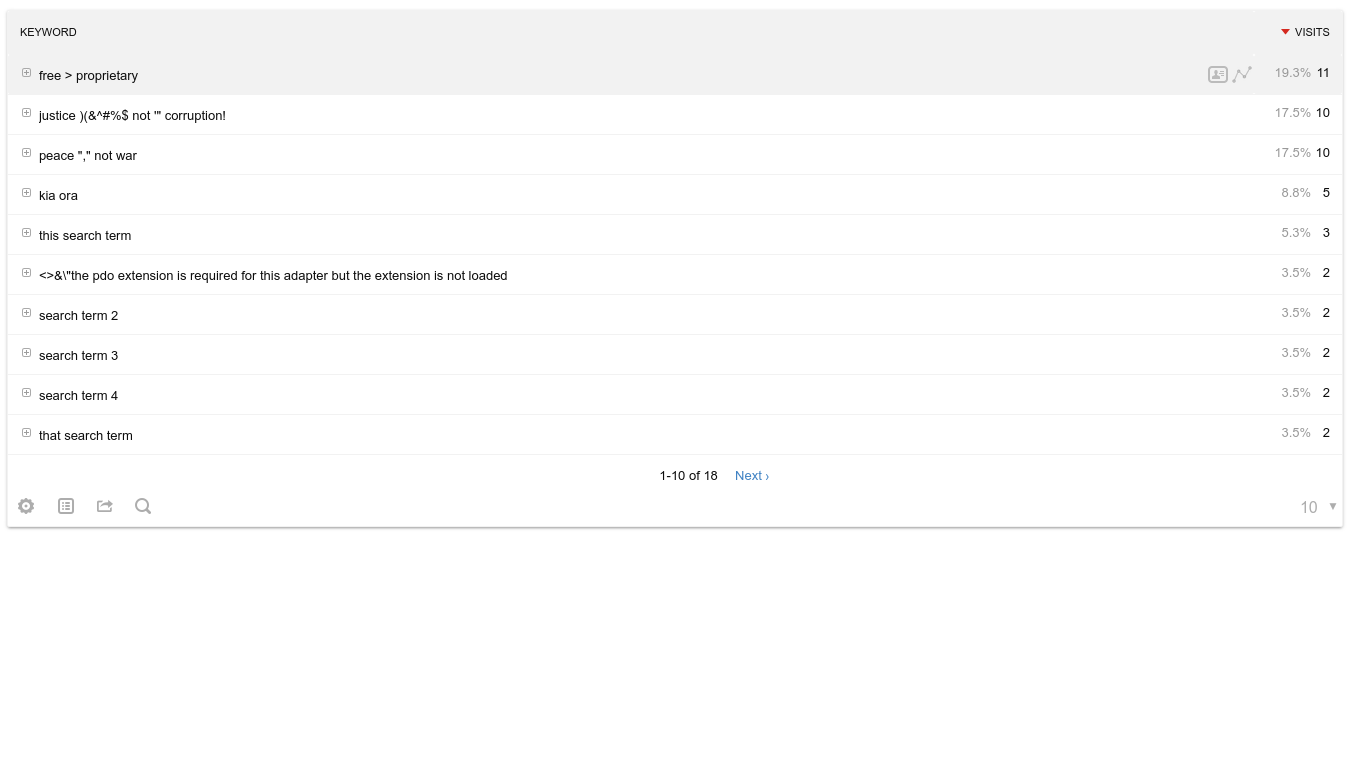 KEYWORD VISITS
free > proprietary 19.3% 11
justice )(&^#%$ not '" corruption! 17.5% 10
peace "," not war 17.5% 10
kia ora 8.8% 5
this search term 5.3% 3
<>&\"the pdo extension is required for this adapter but the extension is not loaded 3.5% 2
search term 2 3.5% 2
search term 3 3.5% 2
search term 4 3.5% 2
that search term 3.5% 2
1-10 of 18 Next ›
10